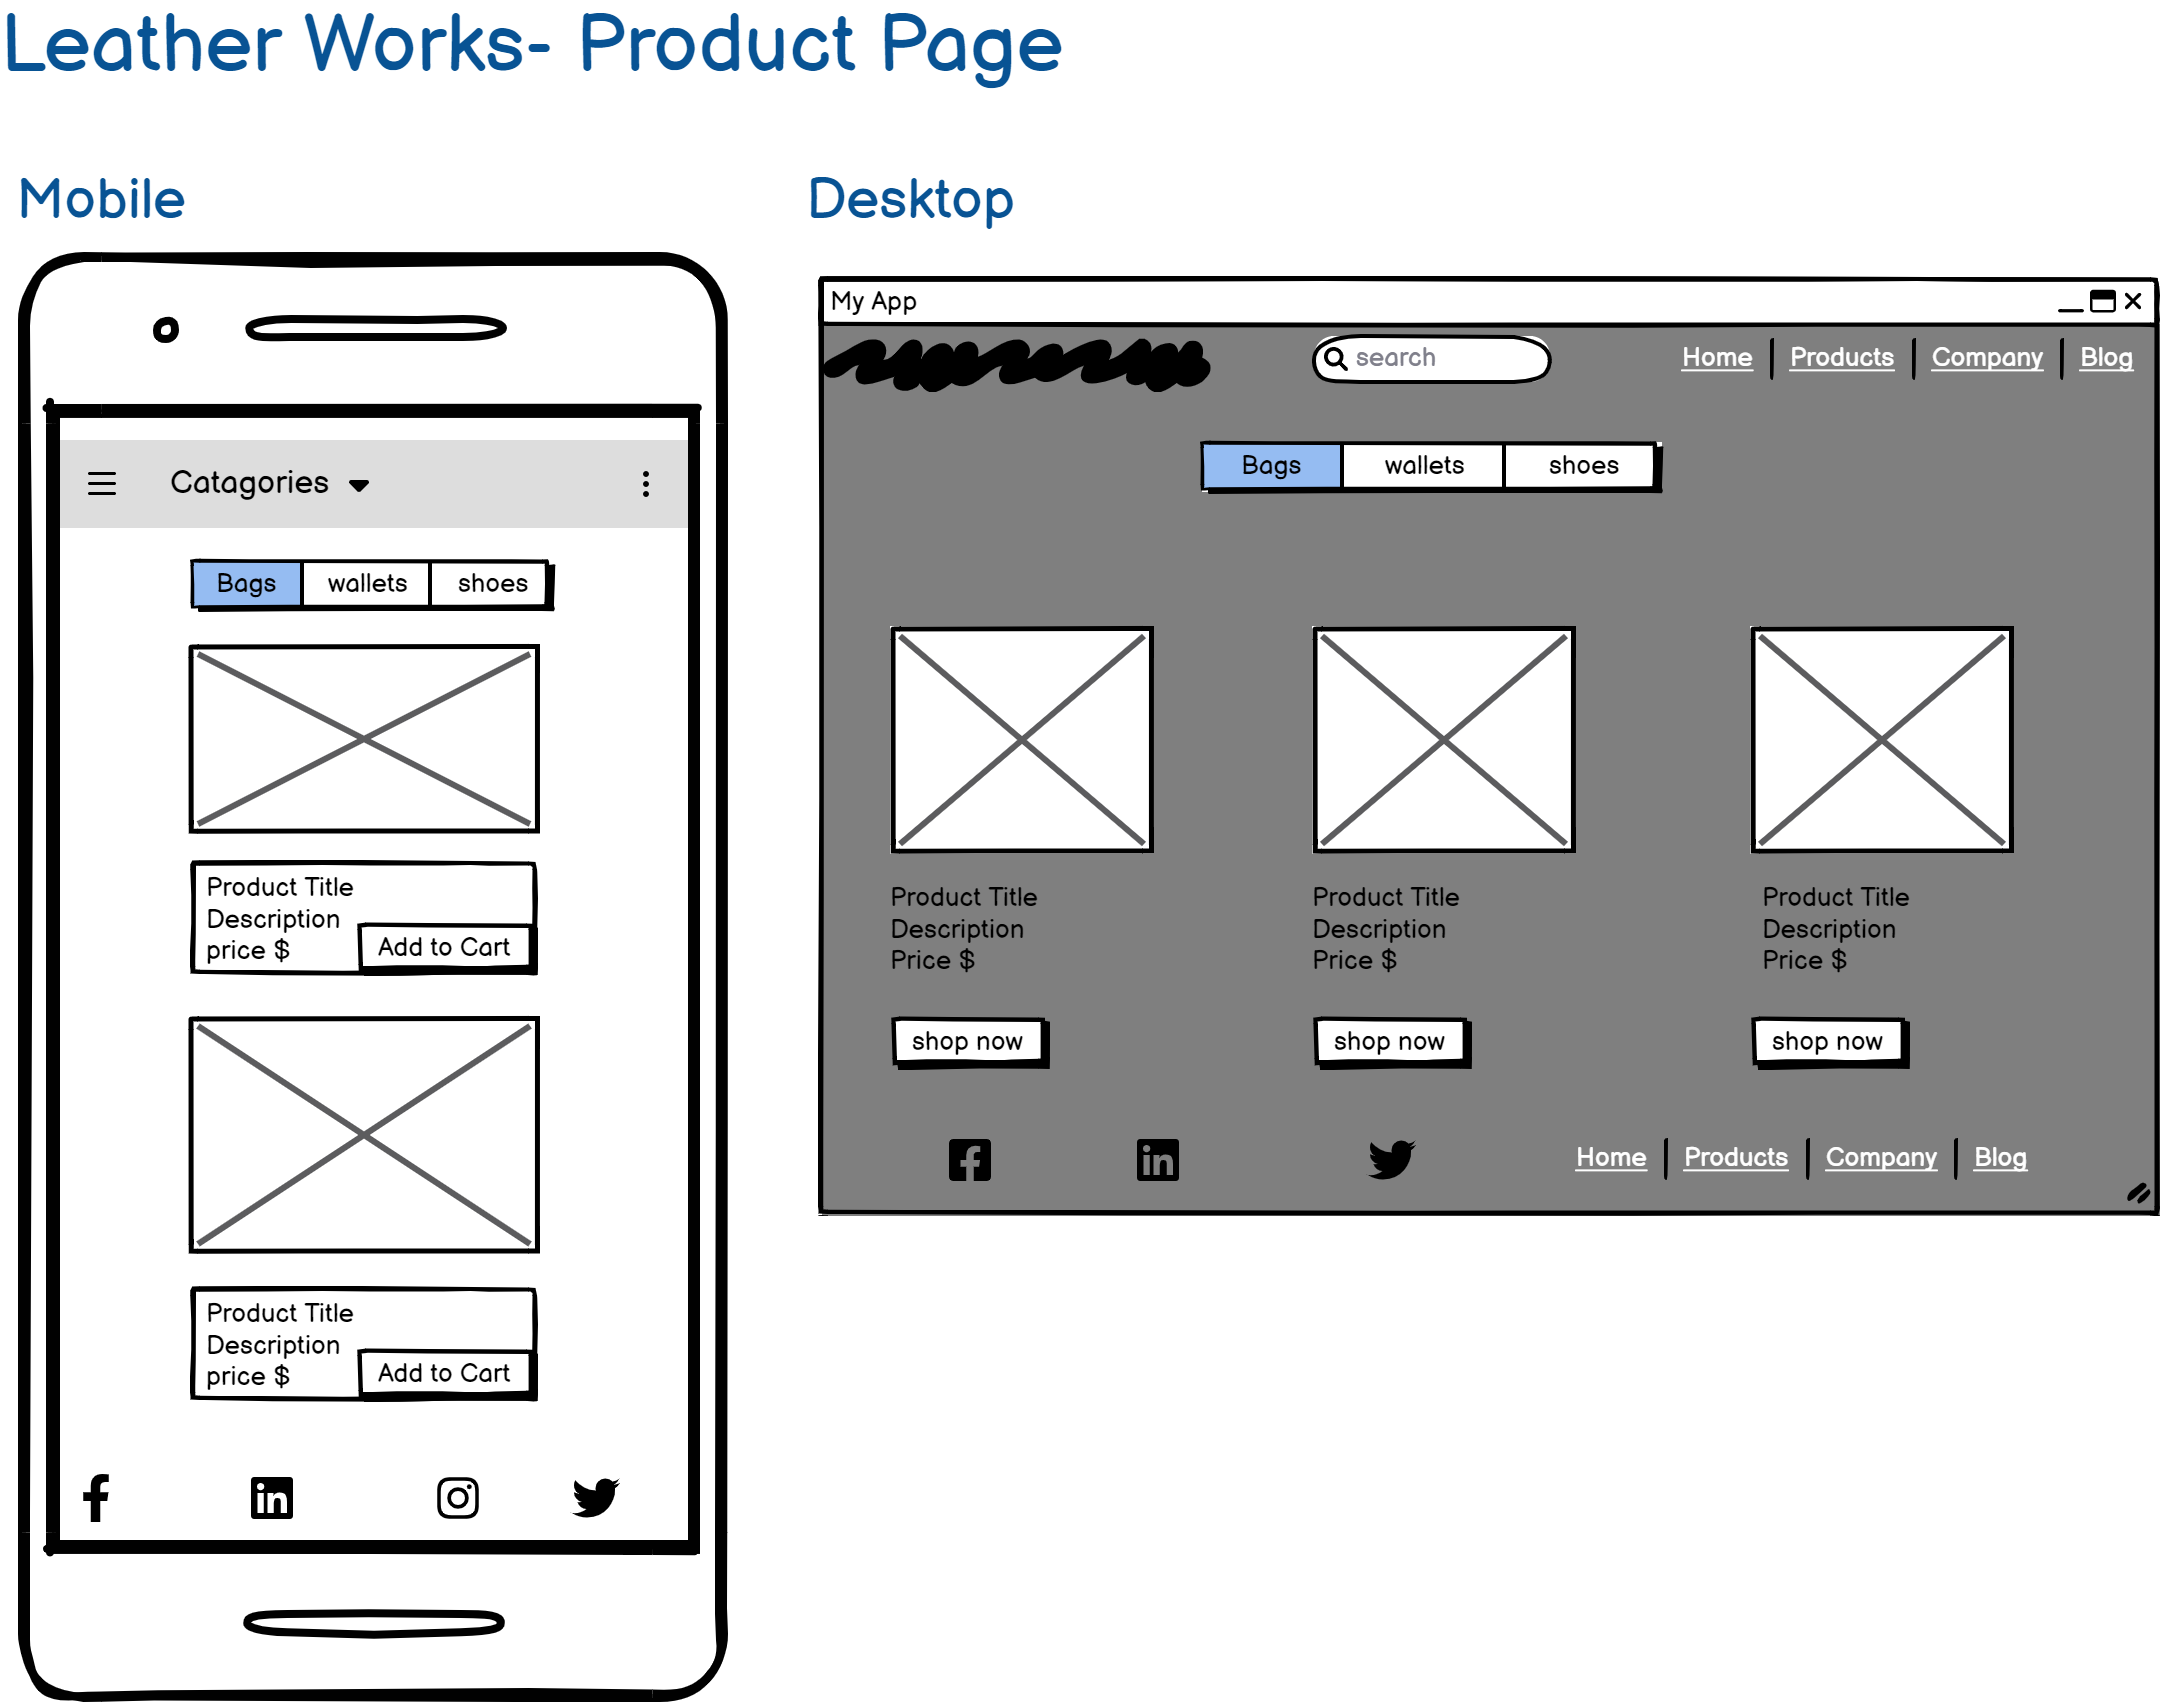 Leather Works- Product Page
Mobile
Catagories
Bags wallets shoes
Product Title
Description
price $
Add to Cart
Product Title
Description
price $
Add to Cart
Desktop
My App
search
Home Products Company Blog
Bags wallets shoes
Product Title
Description
Price $
shop now
Product Title
Description
Price $
shop now
Product Title
Description
Price $
shop now
Home Products Company Blog